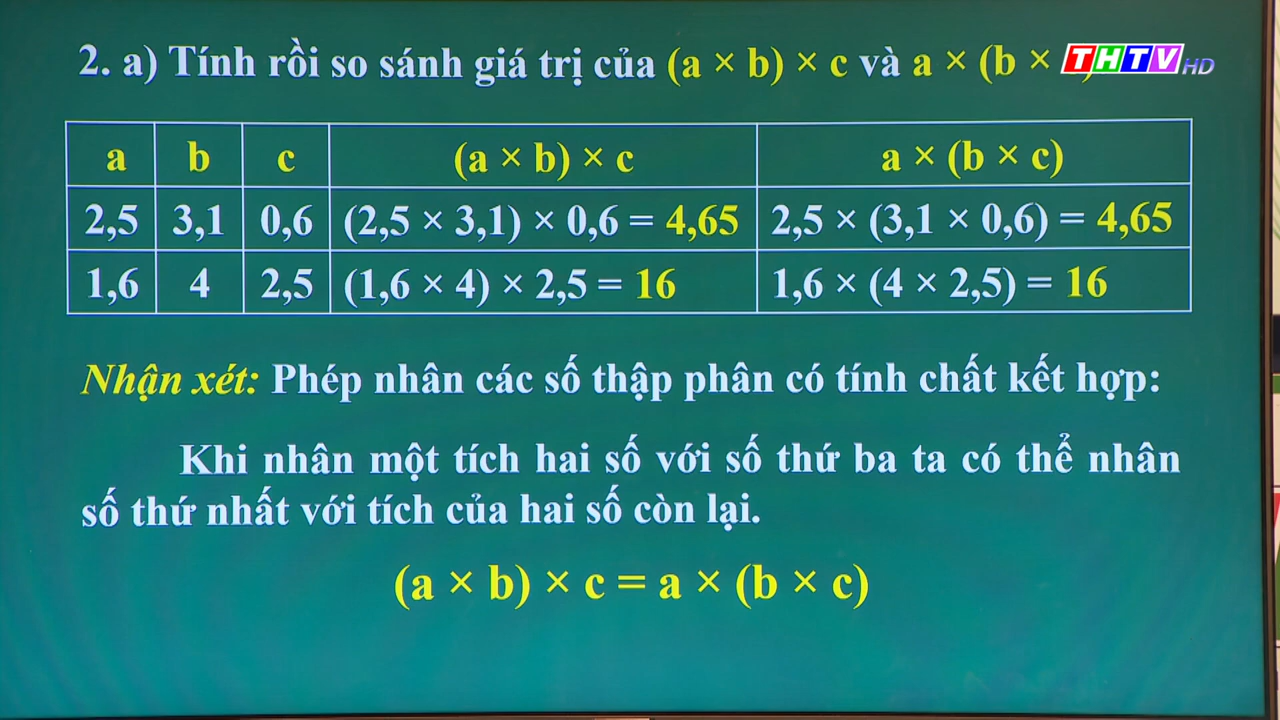 2. a) Tính rồi so sánh giá trị của (a × b) × c và a × (b ×
THTV HD
a b c (a × b) × c a × (b × c)
2,5 3,1 0,6 (2,5 × 3,1) × 0,6 = 4,65 2,5 × (3,1 × 0,6) = 4,65
1,6 4 2,5 (1,6 × 4) × 2,5 = 16 1,6 × (4 × 2,5) = 16
Nhận xét: Phép nhân các số thập phân có tính chất kết hợp:
Khi nhân một tích hai số với số thứ ba ta có thể nhân
số thứ nhất với tích của hai số còn lại.
(a × b) × c = a × (b × c)